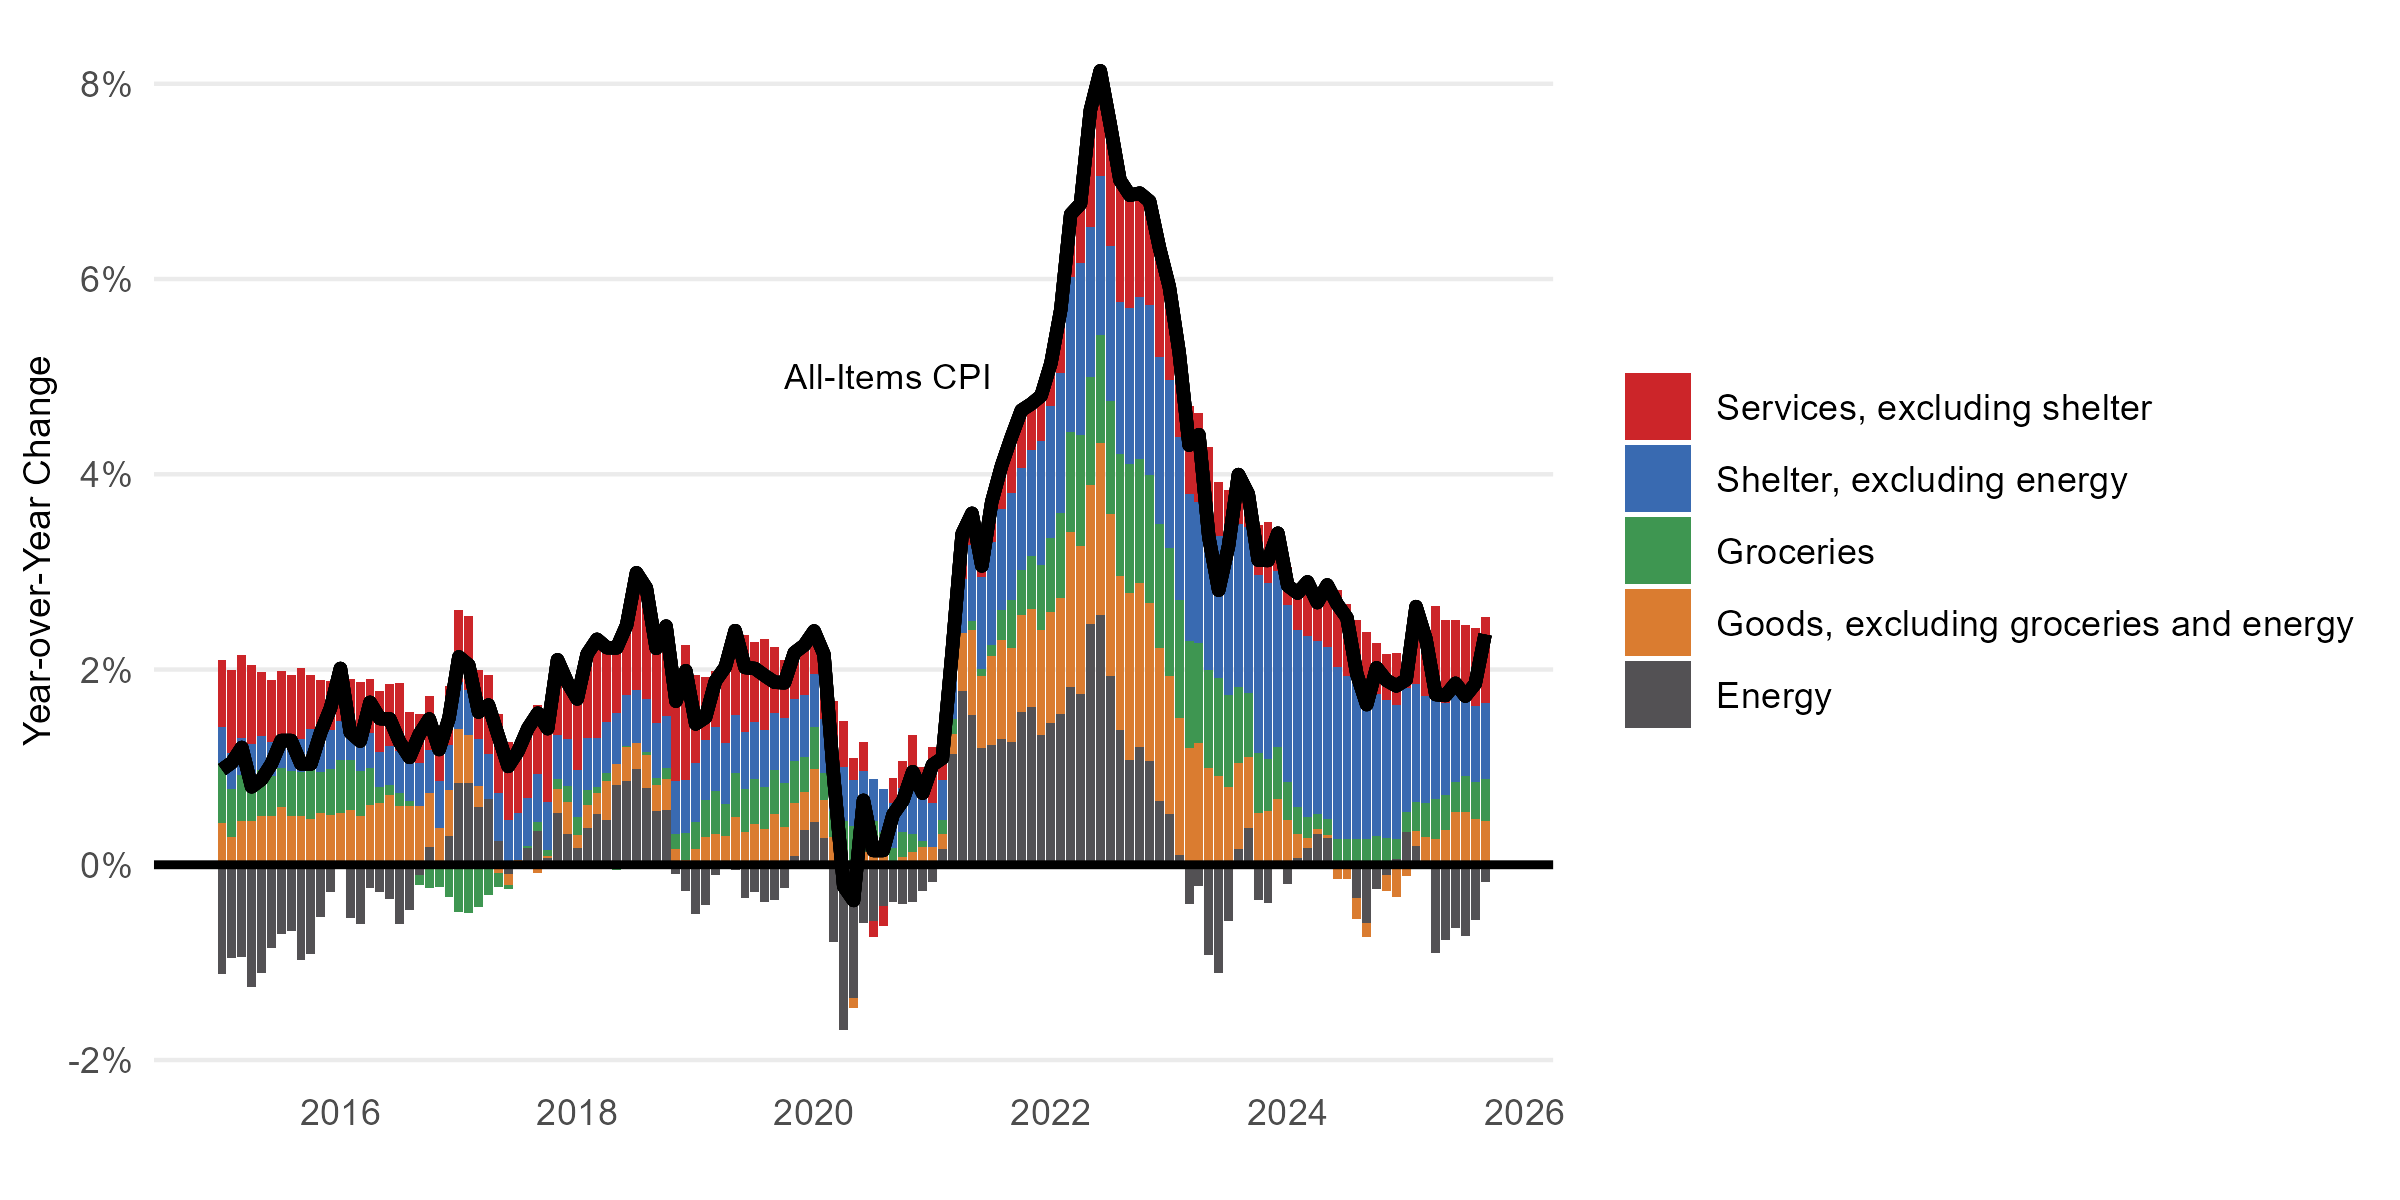 Year-over-Year Change
8%
6%
4%
2%
0%
-2%
2016
2018
2020
2022
2024
2026
All-Items CPI
Services, excluding shelter
Shelter, excluding energy
Groceries
Goods, excluding groceries and energy
Energy